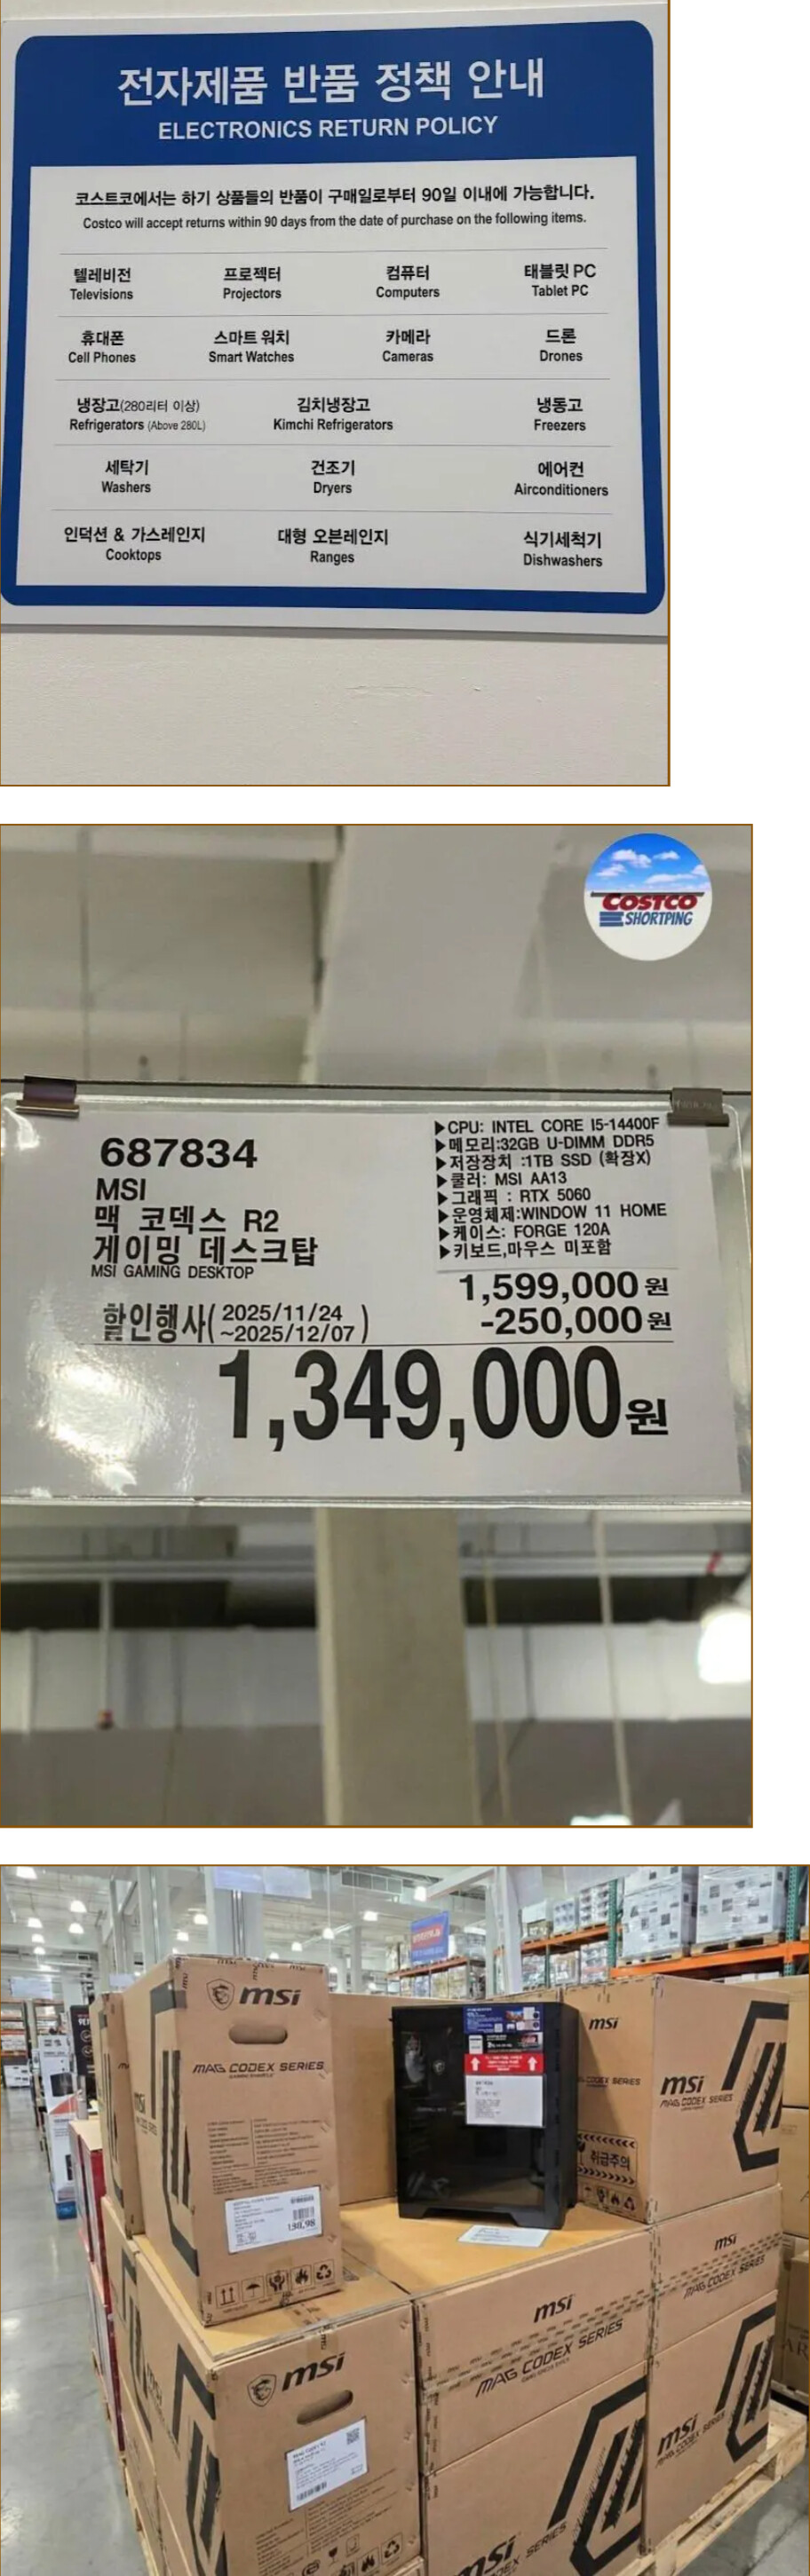 전자제품 반품 정책 안내
ELECTRONICS RETURN POLICY
코스트코에서는 하기 상품들의 반품이 구매일로부터 90일 이내에 가능합니다.
Costco will accept returns within 90 days from the date of purchase on the following items.
텔레비전 프로젝터 컴퓨터 태블릿 PC
Televisions Projectors Computers Tablet PC
휴대폰 스마트 워치 카메라 드론
Cell Phones Smart Watches Cameras Drones
냉장고(280리터 이상) 김치냉장고 냉동고
Refrigerators (Above 280L) Kimchi Refrigerators Freezers
세탁기 건조기 에어컨
Washers Dryers Airconditioners
인덕션 & 가스레인지 대형 오븐레인지 식기세척기
Cooktops Ranges Dishwashers
COSTCO
SHORTPING
687834
MSI
맥 코덱스 R2
게이밍 데스크탑
MSI GAMING DESKTOP
▶CPU: INTEL CORE I5-14400F
▶메모리:32GB U-DIMM DDR5
▶저장장치 :1TB SSD (확장X)
▶쿨러: MSI AA13
▶그래픽 : RTX 5060
▶운영체제:WINDOW 11 HOME
▶케이스: FORGE 120A
▶키보드,마우스 미포함
1,599,000원
할인행사( 2025/11/24 ~2025/12/07 ) -250,000원
1,349,000원
msi
MAG CODEX SERIES
msi
msi
CODEX SERIES
msi
MAG CODEX SERIES
취급주의
msi
MAG CODEX SERIES
msi
MAG CODEX SERIES
msi
msi
CODEX SERIES
msi
SERIES